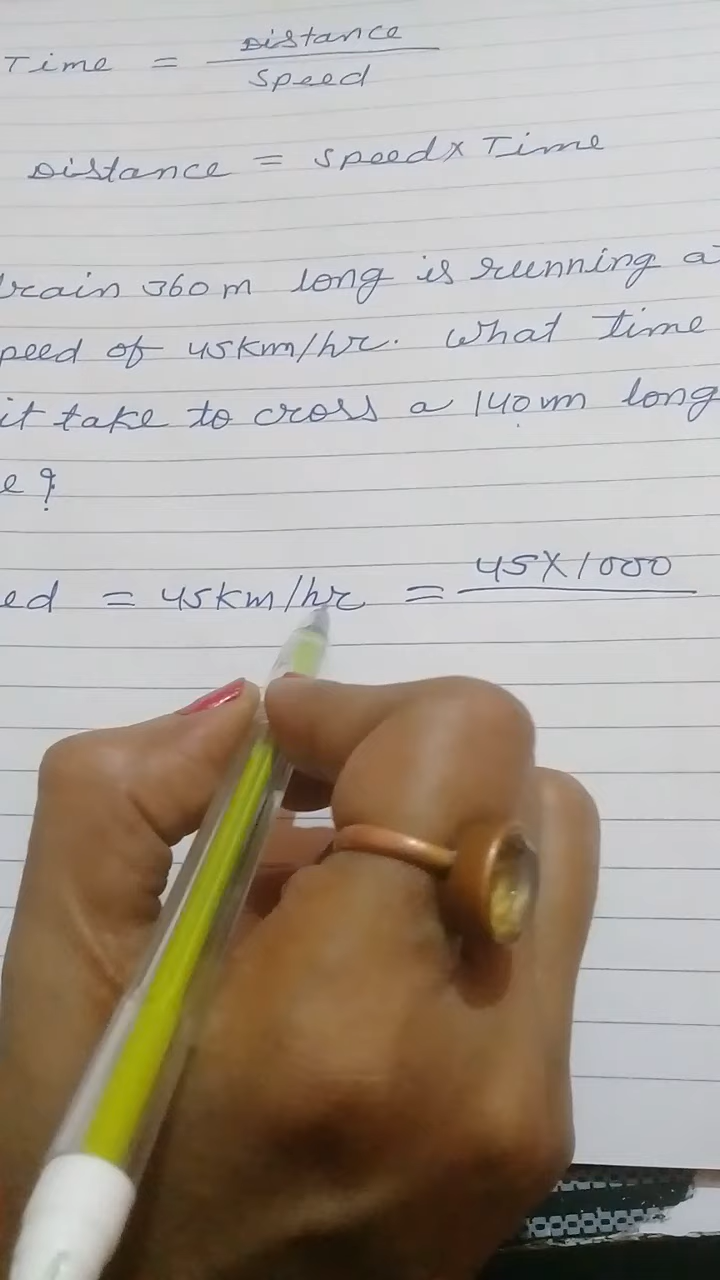 Time = Distance / Speed
Distance = Speed x Time
rain 360m long is running a
peed of 45km/hr. what time
it take to cross a 140m long
e?
ed = 45km/hr = 45X1000